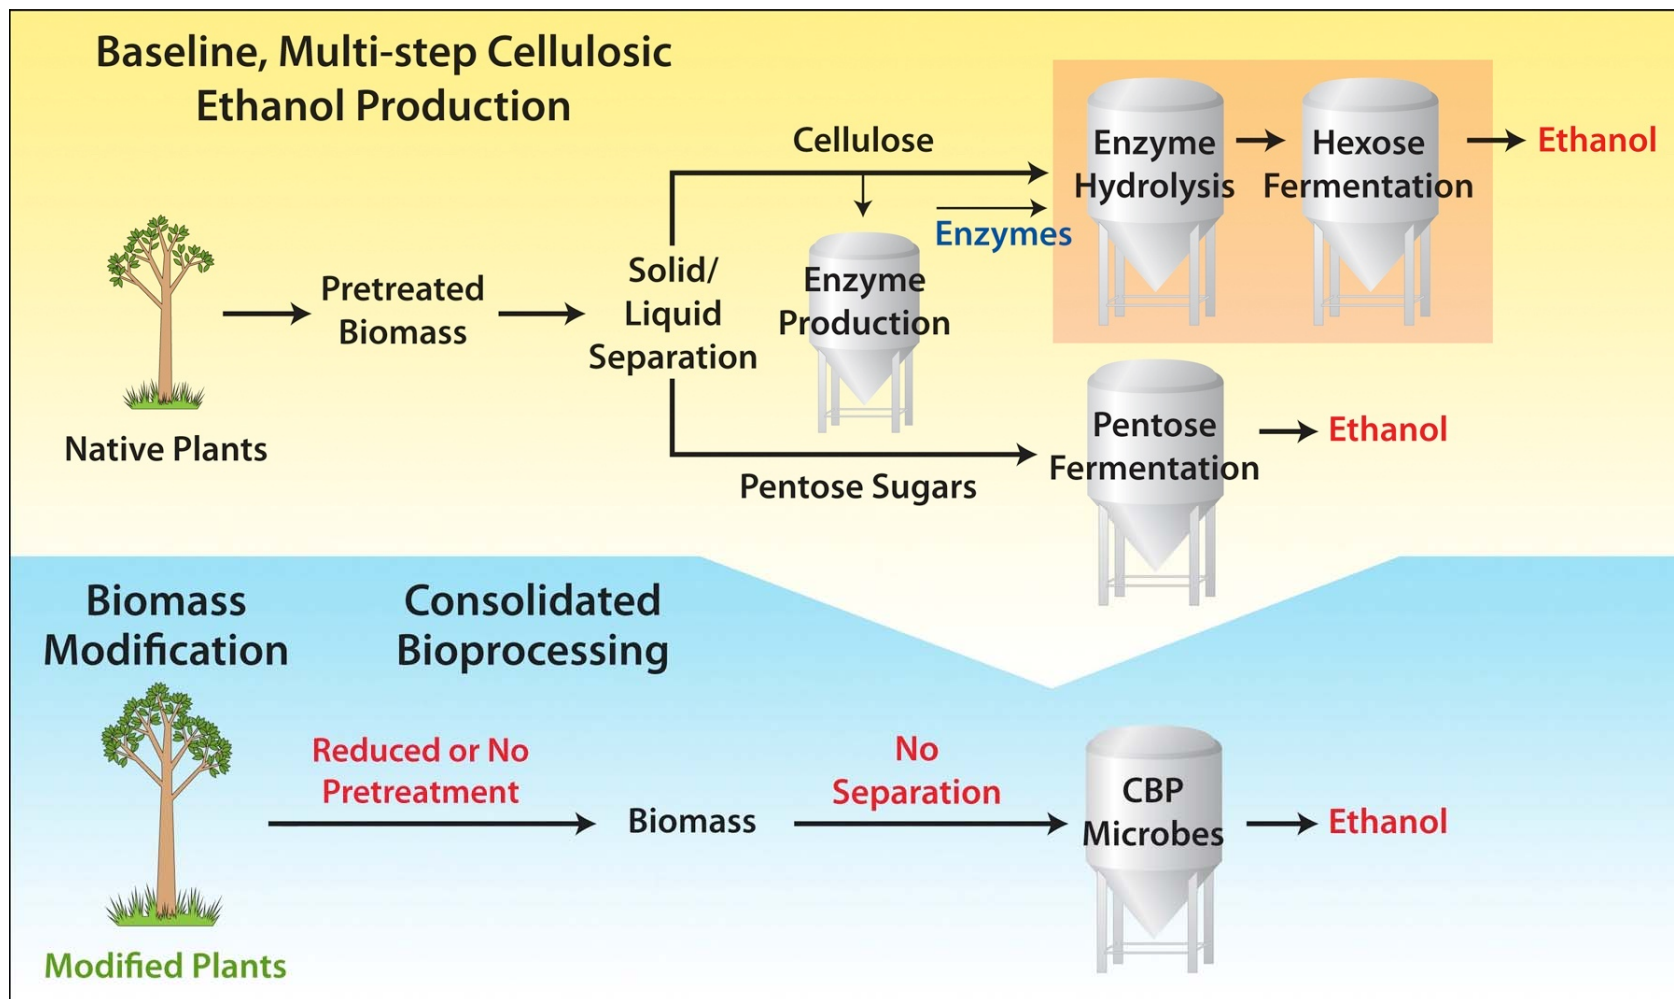 Baseline, Multi-step Cellulosic
Ethanol Production
Cellulose
Enzyme
Hydrolysis
Hexose
Fermentation
Ethanol
Enzymes
Native Plants
Pretreated
Biomass
Solid/
Liquid
Separation
Enzyme
Production
Pentose Sugars
Pentose
Fermentation
Ethanol
Biomass
Modification
Consolidated
Bioprocessing
Modified Plants
Reduced or No
Pretreatment
Biomass
No
Separation
CBP
Microbes
Ethanol